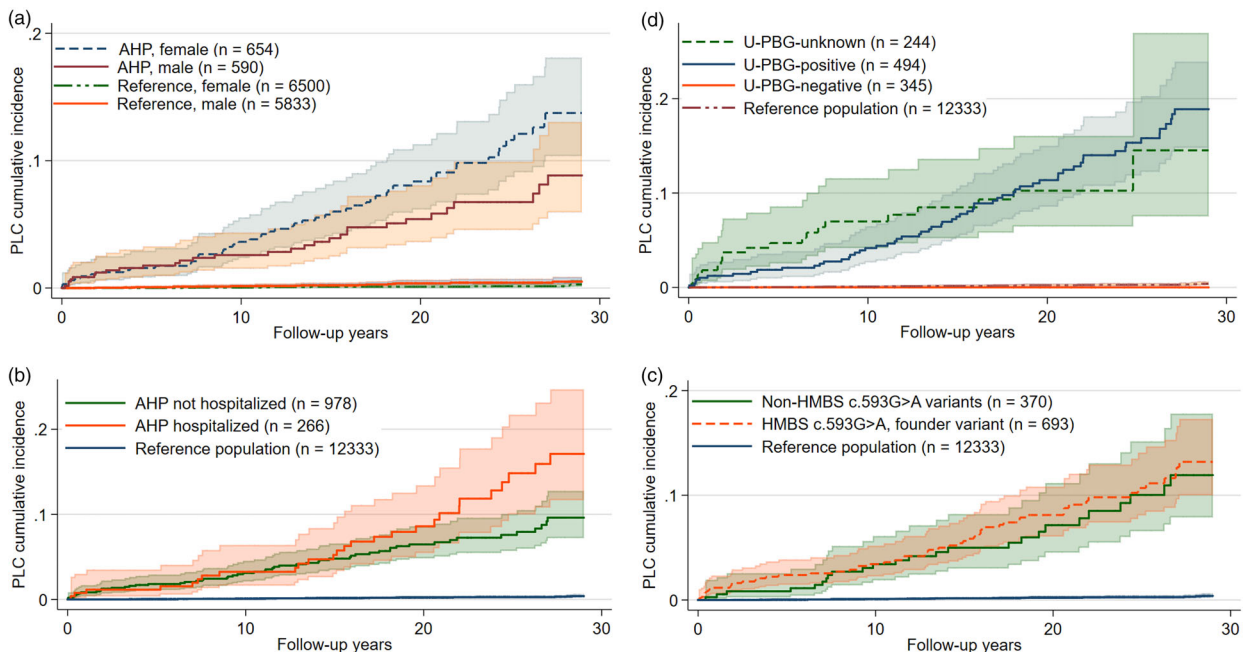 (a)
.2
AHP, female (n = 654)
AHP, male (n = 590)
Reference, female (n = 6500)
Reference, male (n = 5833)
PLC cumulative incidence
.1
0
0 10 20 30
Follow-up years
(d)
U-PBG-unknown (n = 244)
U-PBG-positive (n = 494)
U-PBG-negative (n = 345)
Reference population (n = 12333)
PLC cumulative incidence
.2
.1
0
0 10 20 30
Follow-up years
(b)
AHP not hospitalized (n = 978)
AHP hospitalized (n = 266)
Reference population (n = 12333)
PLC cumulative incidence
.2
.1
0
0 10 20 30
Follow-up years
(c)
.2
Non-HMBS c.593G>A variants (n = 370)
HMBS c.593G>A, founder variant (n = 693)
Reference population (n = 12333)
PLC cumulative incidence
.1
0
0 10 20 30
Follow-up years